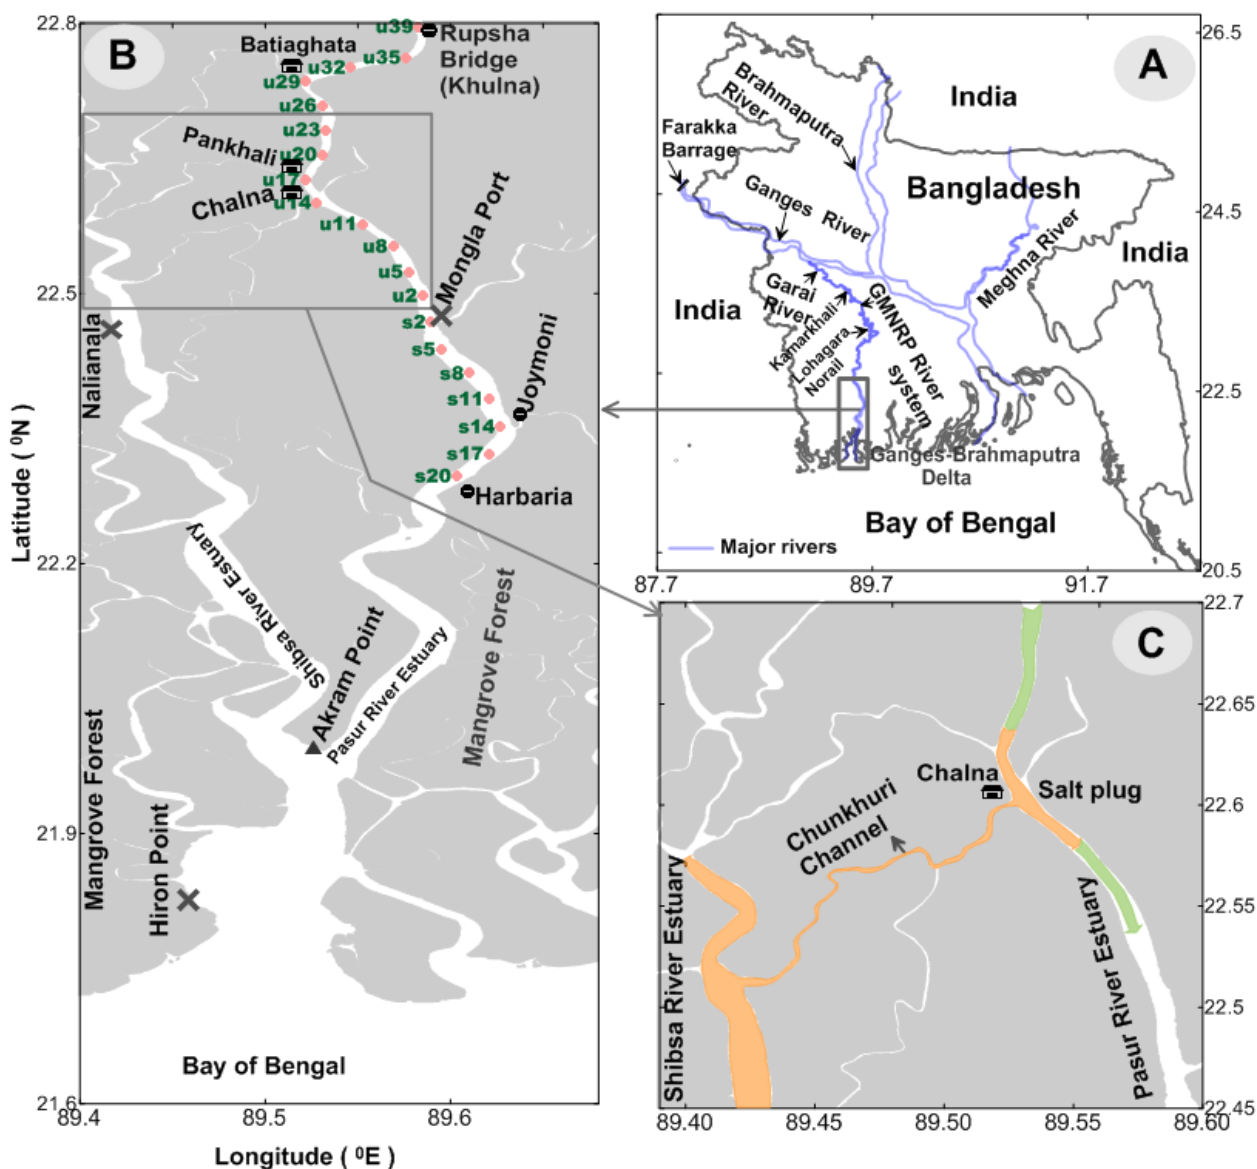 B
22.8
22.5
22.2
21.9
21.6
89.4
89.5
89.6
Latitude ( ⁰N )
Longitude ( ⁰E )
u39
Rupsha
Bridge
(Khulna)
Batiaghata
u35
u32
u29
u26
u23
Pankhali
u20
u17
Chalna
u14
u11
u8
u5
u2
Mongla Port
s2
s5
s8
s11
s14
s17
s20
Nalianala
Joymoni
Harbaria
Shibsa River Estuary
Akram Point
Pasur River Estuary
Mangrove Forest
Mangrove Forest
Hiron Point
Bay of Bengal
A
26.5
24.5
22.5
20.5
87.7
89.7
91.7
India
Brahmaputra
River
Farakka
Barrage
Bangladesh
Ganges River
India
Meghna River
India
Garai
River
Kamarkhali
Lohagara
Norail
GMNRP River
system
Ganges-Brahmaputra
Delta
Bay of Bengal
Major rivers
C
22.7
22.65
22.6
22.55
22.5
22.45
89.40
89.45
89.50
89.55
89.60
Chalna
Salt plug
Chunkhuri
Channel
Shibsa River Estuary
Pasur River Estuary